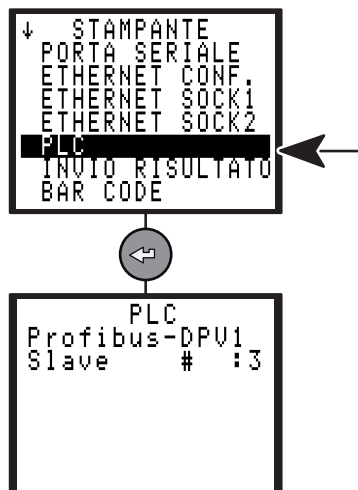 ↓ STAMPANTE
PORTA SERIALE
ETHERNET CONF.
ETHERNET SOCK1
ETHERNET SOCK2
PLC
INVIO RISULTATO
BAR CODE
PLC
Profibus-DPV1
Slave # :3